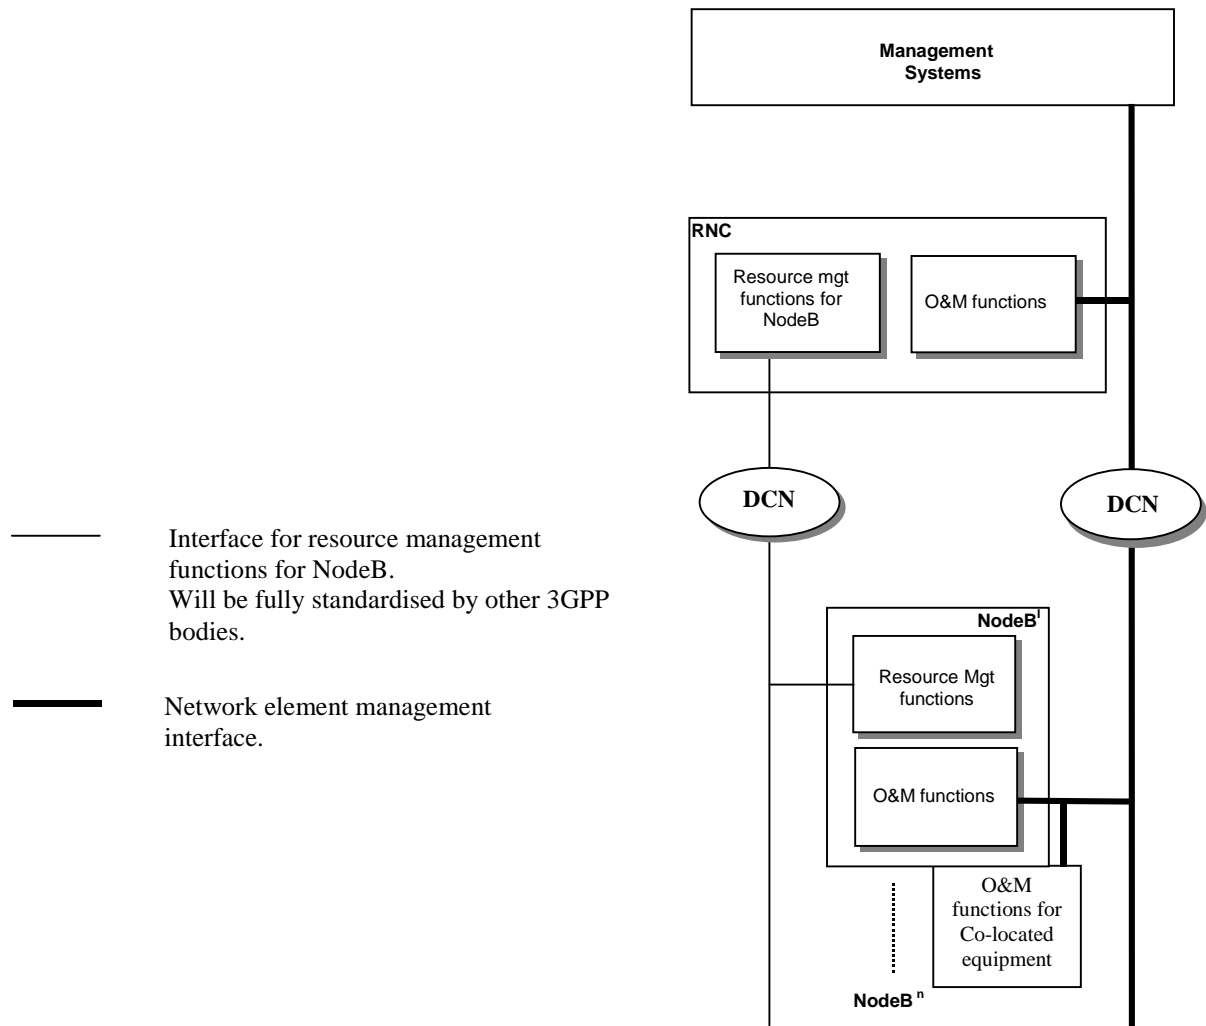 Management
Systems
RNC
Resource mgt
functions for
NodeB
O&M functions
DCN
DCN
Interface for resource management
functions for NodeB.
Will be fully standardised by other 3GPP
bodies.
NodeB l
Resource Mgt
functions
Network element management
interface.
O&M functions
O&M
functions for
Co-located
equipment
NodeB n